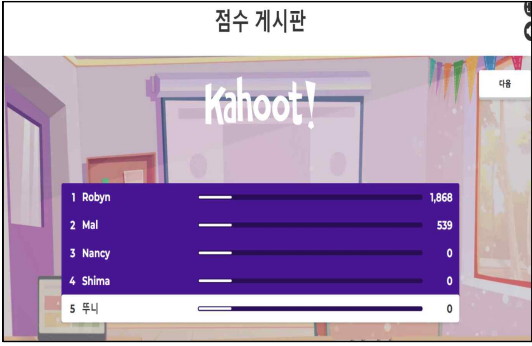 점수 게시판
다음
Kahoot!
1 Robyn 1,868
2 Mal 539
3 Nancy 0
4 Shima 0
5 뚜니 0